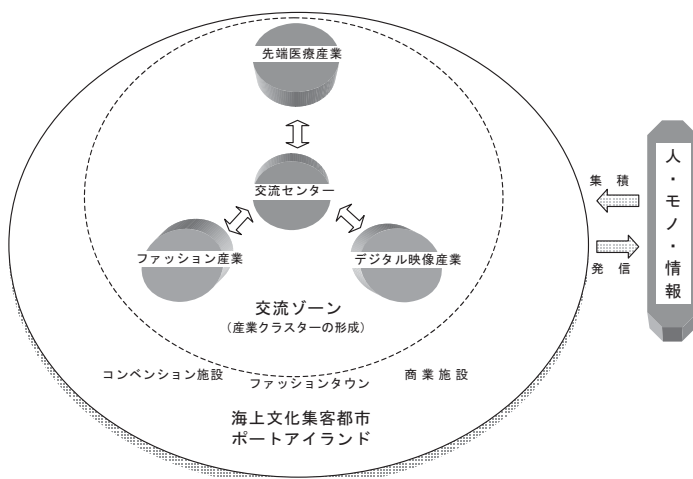 先端医療産業
交流センター
ファッション産業
デジタル映像産業
交流ゾーン
（産業クラスターの形成）
コンベンション施設
ファッションタウン
商業施設
海上文化集客都市
ポートアイランド
集積
発信
人・モノ・情報